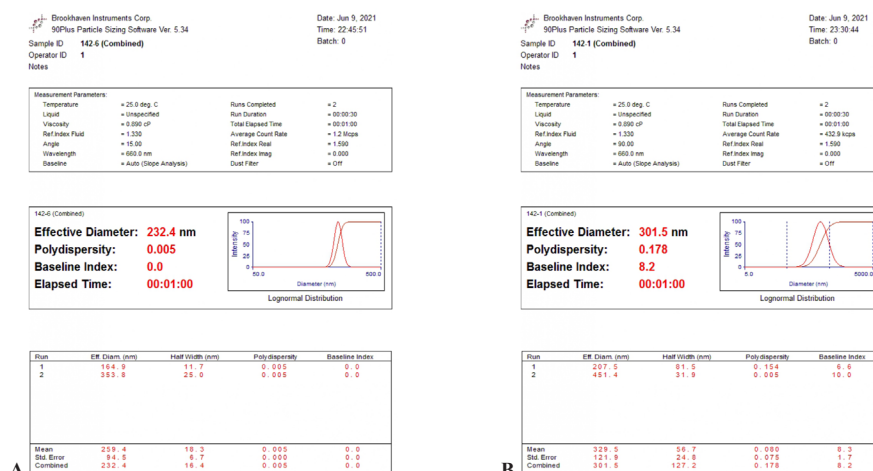 Brookhaven Instruments Corp.
90Plus Particle Sizing Software Ver. 5.34
Date: Jun 9, 2021
Time: 22:45:51
Batch: 0
Sample ID 142-6 (Combined)
Operator ID 1
Notes
Measurement Parameters:
Temperature = 25.0 deg. C Runs Completed = 2
Liquid = Unspecified Run Duration = 00:00:30
Viscosity = 0.890 cP Total Elapsed Time = 00:01:00
Ref.Index Fluid = 1.330 Average Count Rate = 1.2 Mcps
Angle = 15.00 Ref.Index Real = 1.590
Wavelength = 660.0 nm Ref.Index Imag = 0.000
Baseline = Auto (Slope Analysis) Dust Filter = Off
142-6 (Combined)
Effective Diameter: 232.4 nm
Polydispersity: 0.005
Baseline Index: 0.0
Elapsed Time: 00:01:00
Intensity
100
75
50
25
0
50.0 500.0
Diameter (nm)
Lognormal Distribution
Run Eff. Diam. (nm) Half Width (nm) Polydispersity Baseline Index
1 164.9 11.7 0.005 0.0
2 353.8 25.0 0.005 0.0
Mean 259.4 18.3 0.005 0.0
Std. Error 94.5 6.7 0.000 0.0
Combined 232.4 16.4 0.005 0.0
A
Brookhaven Instruments Corp.
90Plus Particle Sizing Software Ver. 5.34
Date: Jun 9, 2021
Time: 23:30:44
Batch: 0
Sample ID 142-1 (Combined)
Operator ID 1
Notes
Measurement Parameters:
Temperature = 25.0 deg. C Runs Completed = 2
Liquid = Unspecified Run Duration = 00:00:30
Viscosity = 0.890 cP Total Elapsed Time = 00:01:00
Ref.Index Fluid = 1.330 Average Count Rate = 432.9 kcps
Angle = 90.00 Ref.Index Real = 1.590
Wavelength = 660.0 nm Ref.Index Imag = 0.000
Baseline = Auto (Slope Analysis) Dust Filter = Off
142-1 (Combined)
Effective Diameter: 301.5 nm
Polydispersity: 0.178
Baseline Index: 8.2
Elapsed Time: 00:01:00
Intensity
100
75
50
25
0
5.0 5000.0
Diameter (nm)
Lognormal Distribution
Run Eff. Diam. (nm) Half Width (nm) Polydispersity Baseline Index
1 207.5 81.5 0.154 6.6
2 451.4 31.9 0.005 10.0
Mean 329.5 56.7 0.080 8.3
Std. Error 121.9 24.8 0.075 1.7
Combined 301.5 127.2 0.178 8.2
B